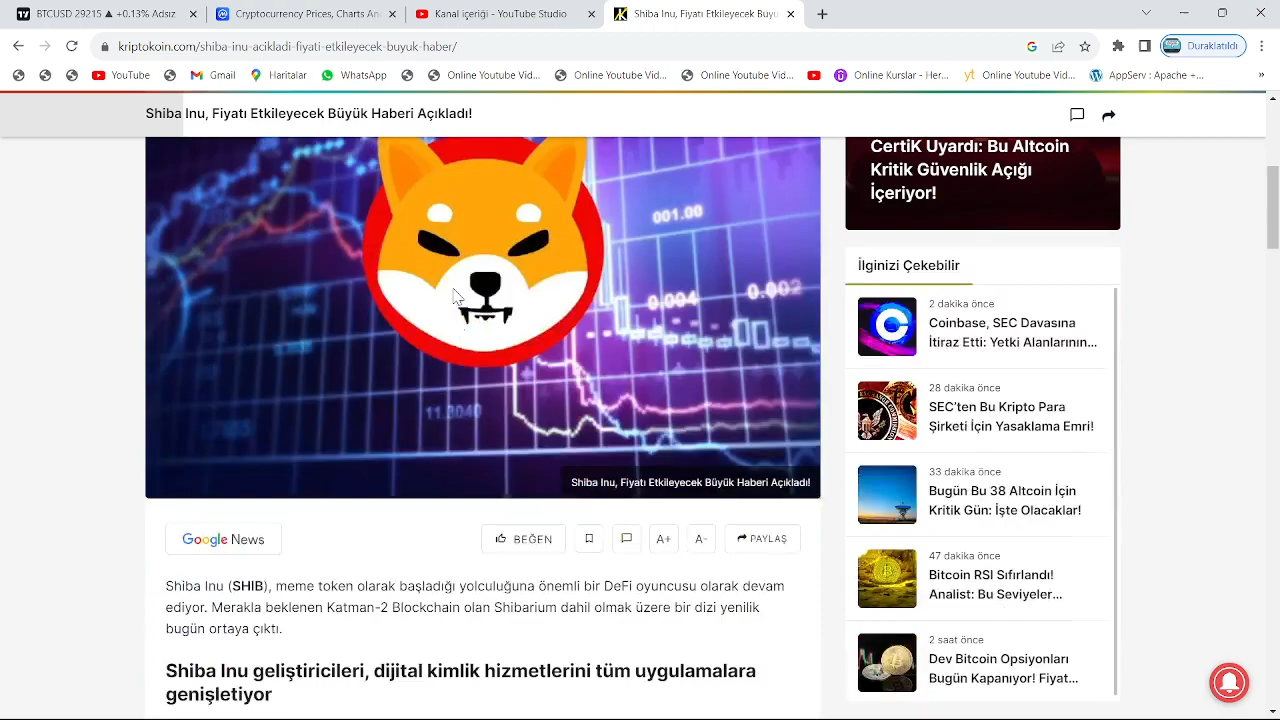 BTCUSD 29215 ▲ +0.13% Adsız
Cryptocurrency Prices, Charts An
Kanal içeriği - YouTube Studio
Shiba Inu, Fiyatı Etkileyecek Büyü
kriptokoin.com/shiba-inu-acikladi-fiyati-etkileyecek-buyuk-haber/
Duraklatıldı
YouTube
Gmail
Haritalar
WhatsApp
Online Youtube Vid...
Online Youtube Vid...
Online Youtube Vid...
Online Kurslar - Her...
Online Youtube Vid...
AppServ : Apache +...
Shiba Inu, Fiyatı Etkileyecek Büyük Haberi Açıkladı!
001.00
0.004
0.002
11.2040
Shiba Inu, Fiyatı Etkileyecek Büyük Haberi Açıkladı!
Google News
BEĞEN
A+
A-
PAYLAŞ
Shiba Inu (SHIB), meme token olarak başladığı yolculuğuna önemli bir DeFi oyuncusu olarak devam
ediyor. Merakla beklenen Katman-2 Blockchain olan Shibarium dahil olmak üzere bir dizi yenilik
bugün ortaya çıktı.
Shiba Inu geliştiricileri, dijital kimlik hizmetlerini tüm uygulamalara
genişletiyor
CertiK Uyardı: Bu Altcoin
Kritik Güvenlik Açığı
İçeriyor!
İlginizi Çekebilir
2 dakika önce
Coinbase, SEC Davasına
İtiraz Etti: Yetki Alanlarının...
28 dakika önce
SEC'ten Bu Kripto Para
Şirketi İçin Yasaklama Emri!
33 dakika önce
Bugün Bu 38 Altcoin İçin
Kritik Gün: İşte Olacaklar!
47 dakika önce
Bitcoin RSI Sıfırlandı!
Analist: Bu Seviyeler...
2 saat önce
Dev Bitcoin Opsiyonları
Bugün Kapanıyor! Fiyat...